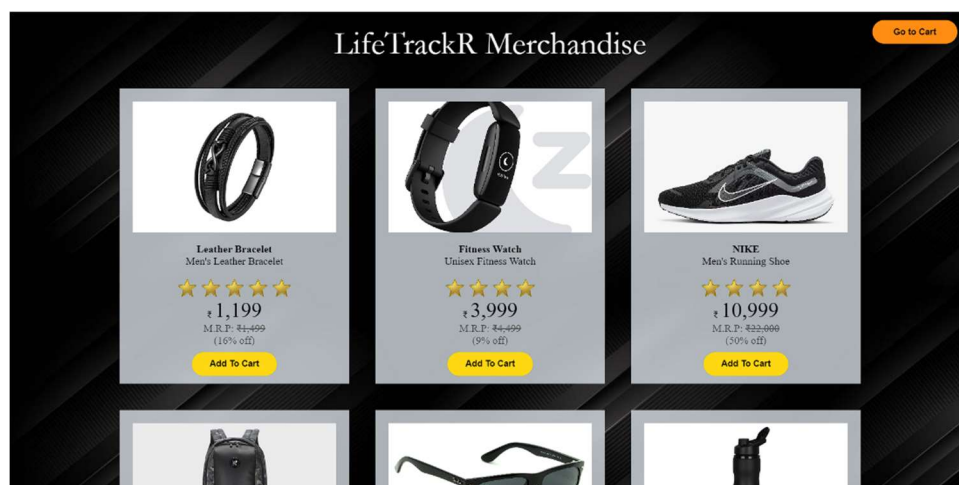 LifeTrackR Merchandise
Go to Cart
Leather Bracelet
Men's Leather Bracelet
₹ 1,199
M.R.P: ₹1,499
(16% off)
Add To Cart
Fitness Watch
Unisex Fitness Watch
₹ 3,999
M.R.P: ₹4,499
(9% off)
Add To Cart
NIKE
Men's Running Shoe
₹ 10,999
M.R.P: ₹22,000
(50% off)
Add To Cart